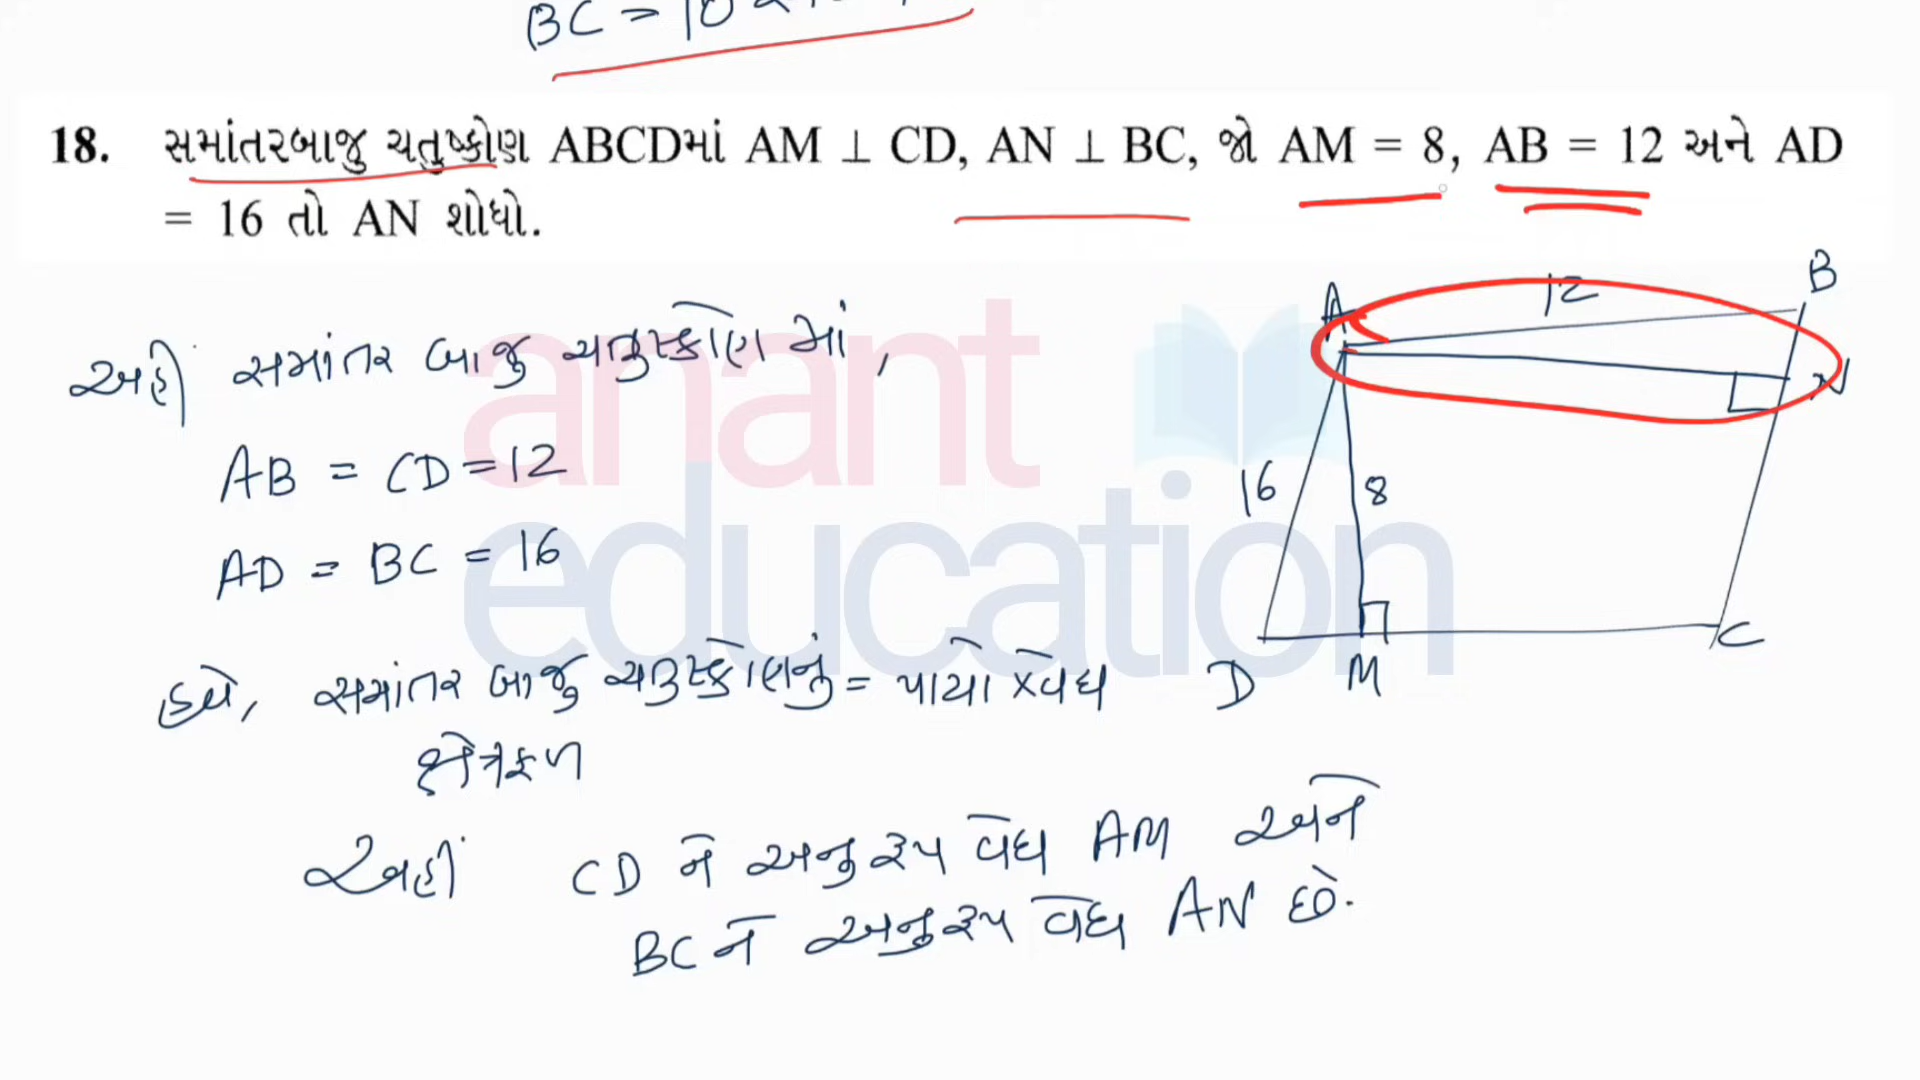 BC = 10
18. સમાંતરબાજુ ચતુષ્કોણ ABCDમાં AM ⊥ CD, AN ⊥ BC, જો AM = 8, AB = 12 અને AD
= 16 તો AN શોધો.
A 12 B
N
16 8
D M C
anant
education
અહીં સમાંતર બાજુ ચતુષ્કોણ માં,
AB = CD = 12
AD = BC = 16
હવે, સમાંતર બાજુ ચતુષ્કોણનું = પાયો × વેધ
ક્ષેત્રફળ
અહીં CD ને અનુરૂપ વેધ AM અને
BC ને અનુરૂપ વેધ AN છે.